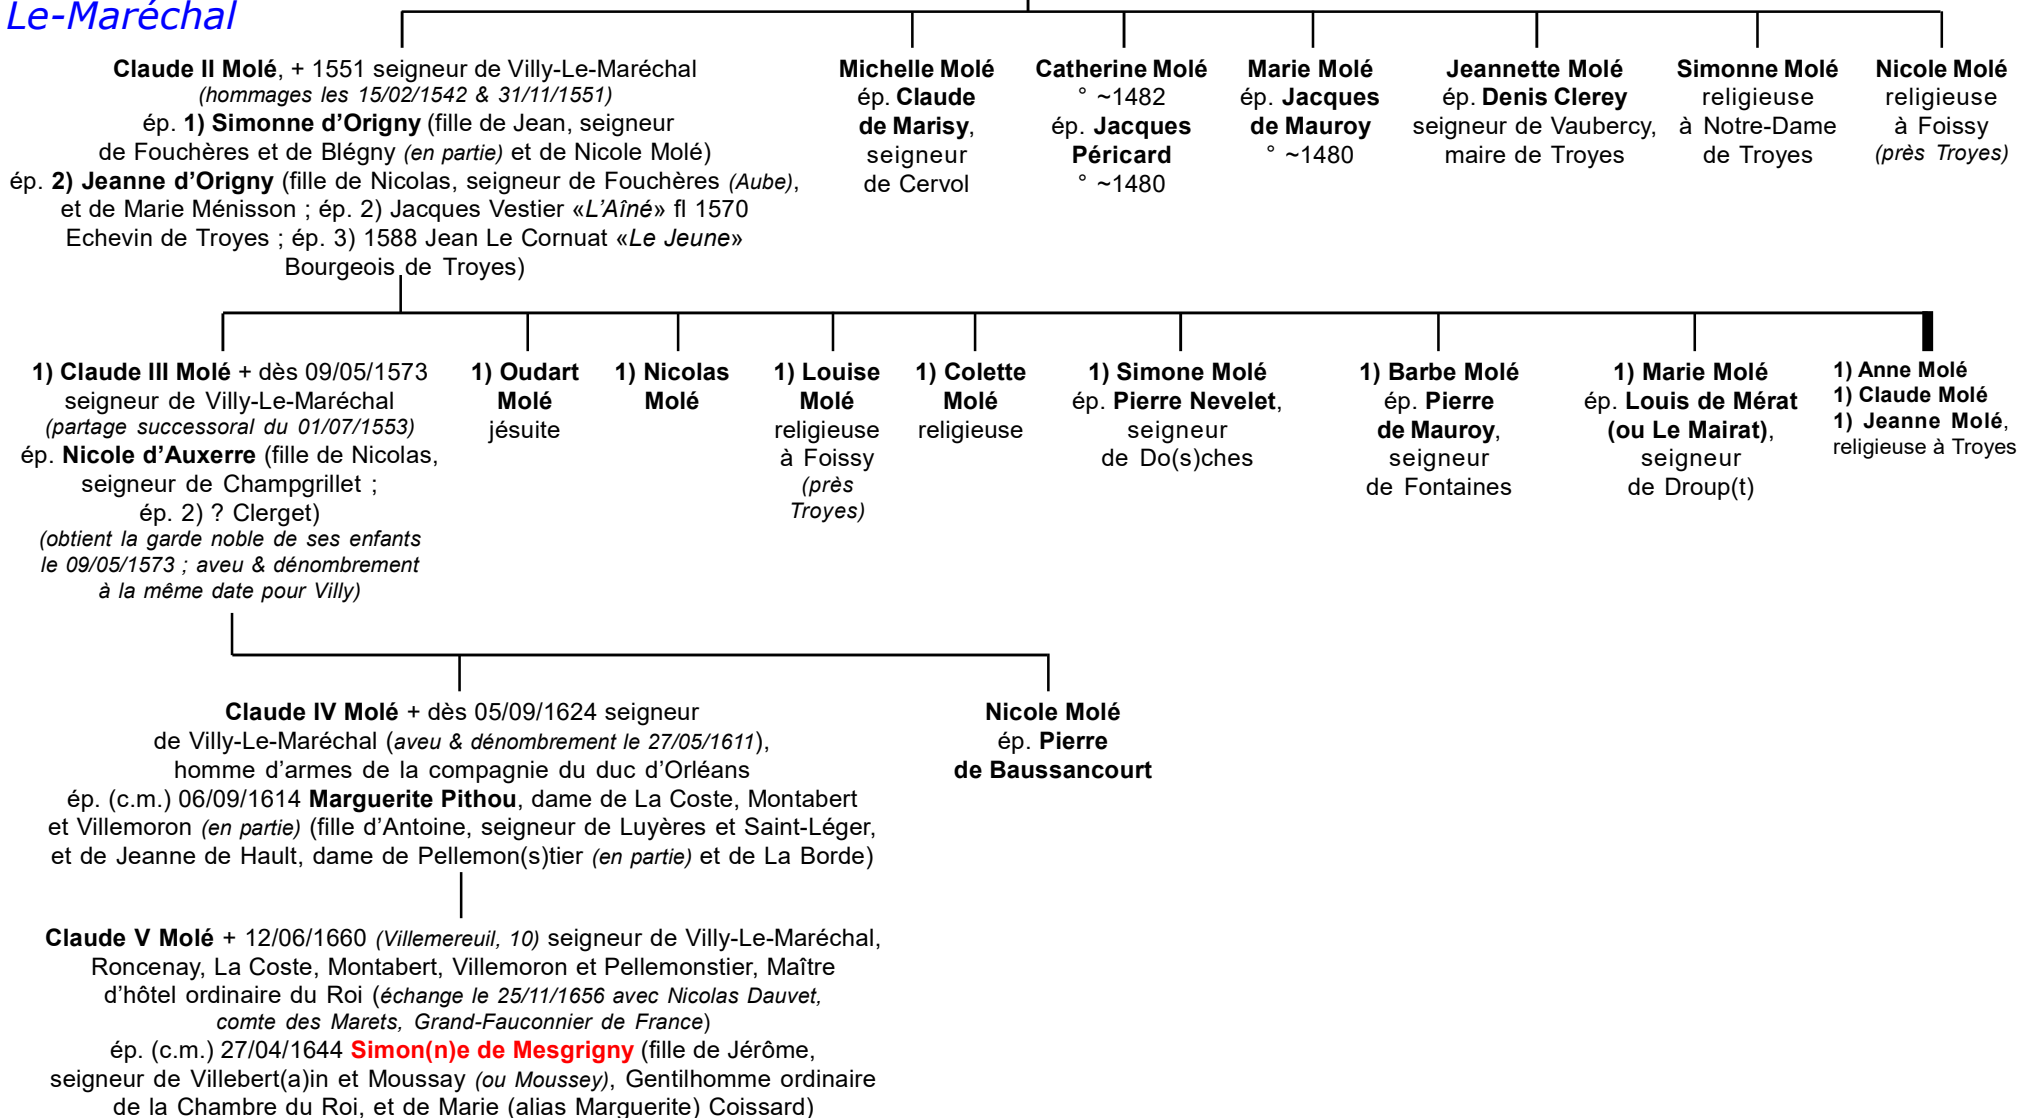 Le-Maréchal
Claude II Molé, + 1551 seigneur de Villy-Le-Maréchal
(hommages les 15/02/1542 & 31/11/1551)
ép. 1) Simonne d'Origny (fille de Jean, seigneur
de Fouchères et de Blégny (en partie) et de Nicole Molé)
ép. 2) Jeanne d'Origny (fille de Nicolas, seigneur de Fouchères (Aube),
et de Marie Ménisson ; ép. 2) Jacques Vestier «L'Aîné» fl 1570
Echevin de Troyes ; ép. 3) 1588 Jean Le Cornuat «Le Jeune»
Bourgeois de Troyes)
Michelle Molé
ép. Claude
de Marisy,
seigneur
de Cervol
Catherine Molé
° ~1482
ép. Jacques
Péricard
° ~1480
Marie Molé
ép. Jacques
de Mauroy
° ~1480
Jeannette Molé
ép. Denis Clerey
seigneur de Vaubercy,
maire de Troyes
Simonne Molé
religieuse
à Notre-Dame
de Troyes
Nicole Molé
religieuse
à Foissy
(près Troyes)
1) Claude III Molé + dès 09/05/1573
seigneur de Villy-Le-Maréchal
(partage successoral du 01/07/1553)
ép. Nicole d'Auxerre (fille de Nicolas,
seigneur de Champgrillet ;
ép. 2) ? Clerget)
(obtient la garde noble de ses enfants
le 09/05/1573 ; aveu & dénombrement
à la même date pour Villy)
1) Oudart
Molé
jésuite
1) Nicolas
Molé
1) Louise
Molé
religieuse
à Foissy
(près
Troyes)
1) Colette
Molé
religieuse
1) Simone Molé
ép. Pierre Nevelet,
seigneur
de Do(s)ches
1) Barbe Molé
ép. Pierre
de Mauroy,
seigneur
de Fontaines
1) Marie Molé
ép. Louis de Mérat
(ou Le Mairat),
seigneur
de Droup(t)
1) Anne Molé
1) Claude Molé
1) Jeanne Molé,
religieuse à Troyes
Claude IV Molé + dès 05/09/1624 seigneur
de Villy-Le-Maréchal (aveu & dénombrement le 27/05/1611),
homme d'armes de la compagnie du duc d'Orléans
ép. (c.m.) 06/09/1614 Marguerite Pithou, dame de La Coste, Montabert
et Villemoron (en partie) (fille d'Antoine, seigneur de Luyères et Saint-Léger,
et de Jeanne de Hault, dame de Pellemon(s)tier (en partie) et de La Borde)
Nicole Molé
ép. Pierre
de Baussancourt
Claude V Molé + 12/06/1660 (Villemereuil, 10) seigneur de Villy-Le-Maréchal,
Roncenay, La Coste, Montabert, Villemoron et Pellemonstier, Maître
d'hôtel ordinaire du Roi (échange le 25/11/1656 avec Nicolas Dauvet,
comte des Marets, Grand-Fauconnier de France)
ép. (c.m.) 27/04/1644 Simon(n)e de Mesgrigny (fille de Jérôme,
seigneur de Villebert(a)in et Moussay (ou Moussey), Gentilhomme ordinaire
de la Chambre du Roi, et de Marie (alias Marguerite) Coissard)